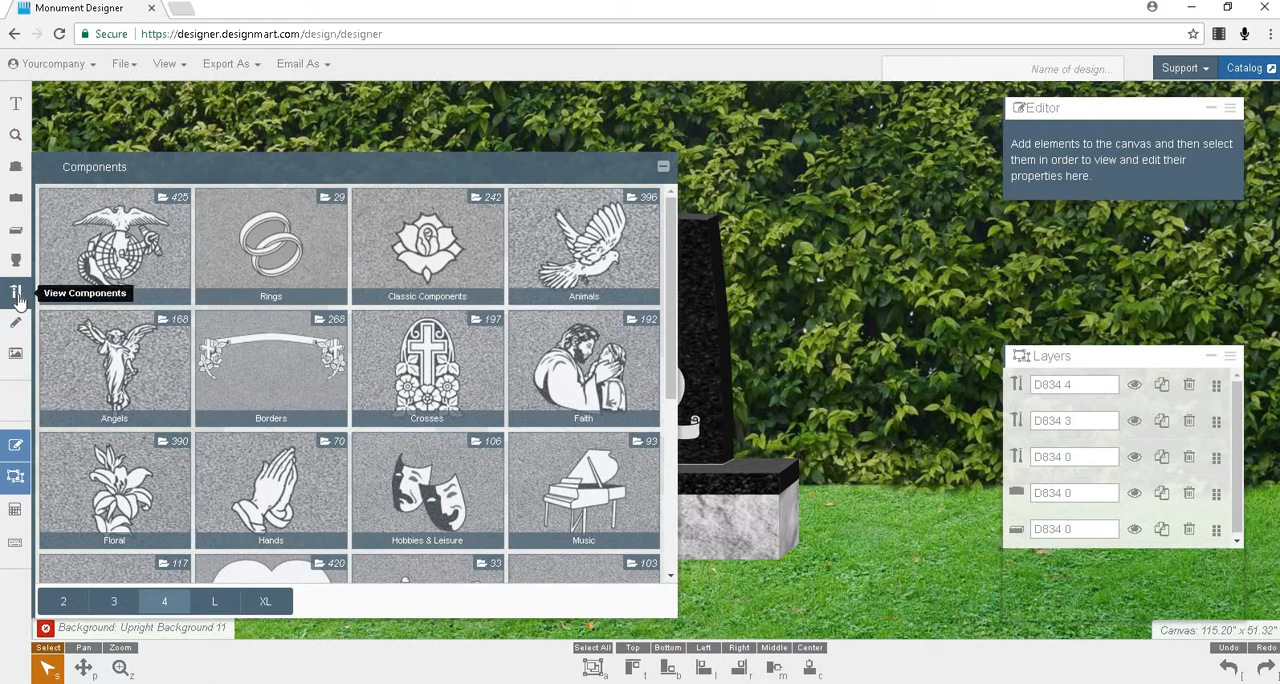 Monument Designer
Secure https://designer.designmart.com/design/designer
Yourcompany File View Export As Email As Name of design... Support Catalog
Editor
Add elements to the canvas and then select
them in order to view and edit their
properties here.
Components
425 29 242 396
View Components
Rings Classic Components Animals
168 268 197 192
Angels Borders Crosses Faith
390 70 106 93
Floral Hands Hobbies & Leisure Music
117 420 33 103
2 3 4 L XL
Layers
D834 4
D834 3
D834 0
D834 0
D834 0
Background: Upright Background 11
Canvas: 115.20" x 51.32"
Select Pan Zoom Select All Top Bottom Left Right Middle Center Undo Redo
s p z a t b l r m c [ ]